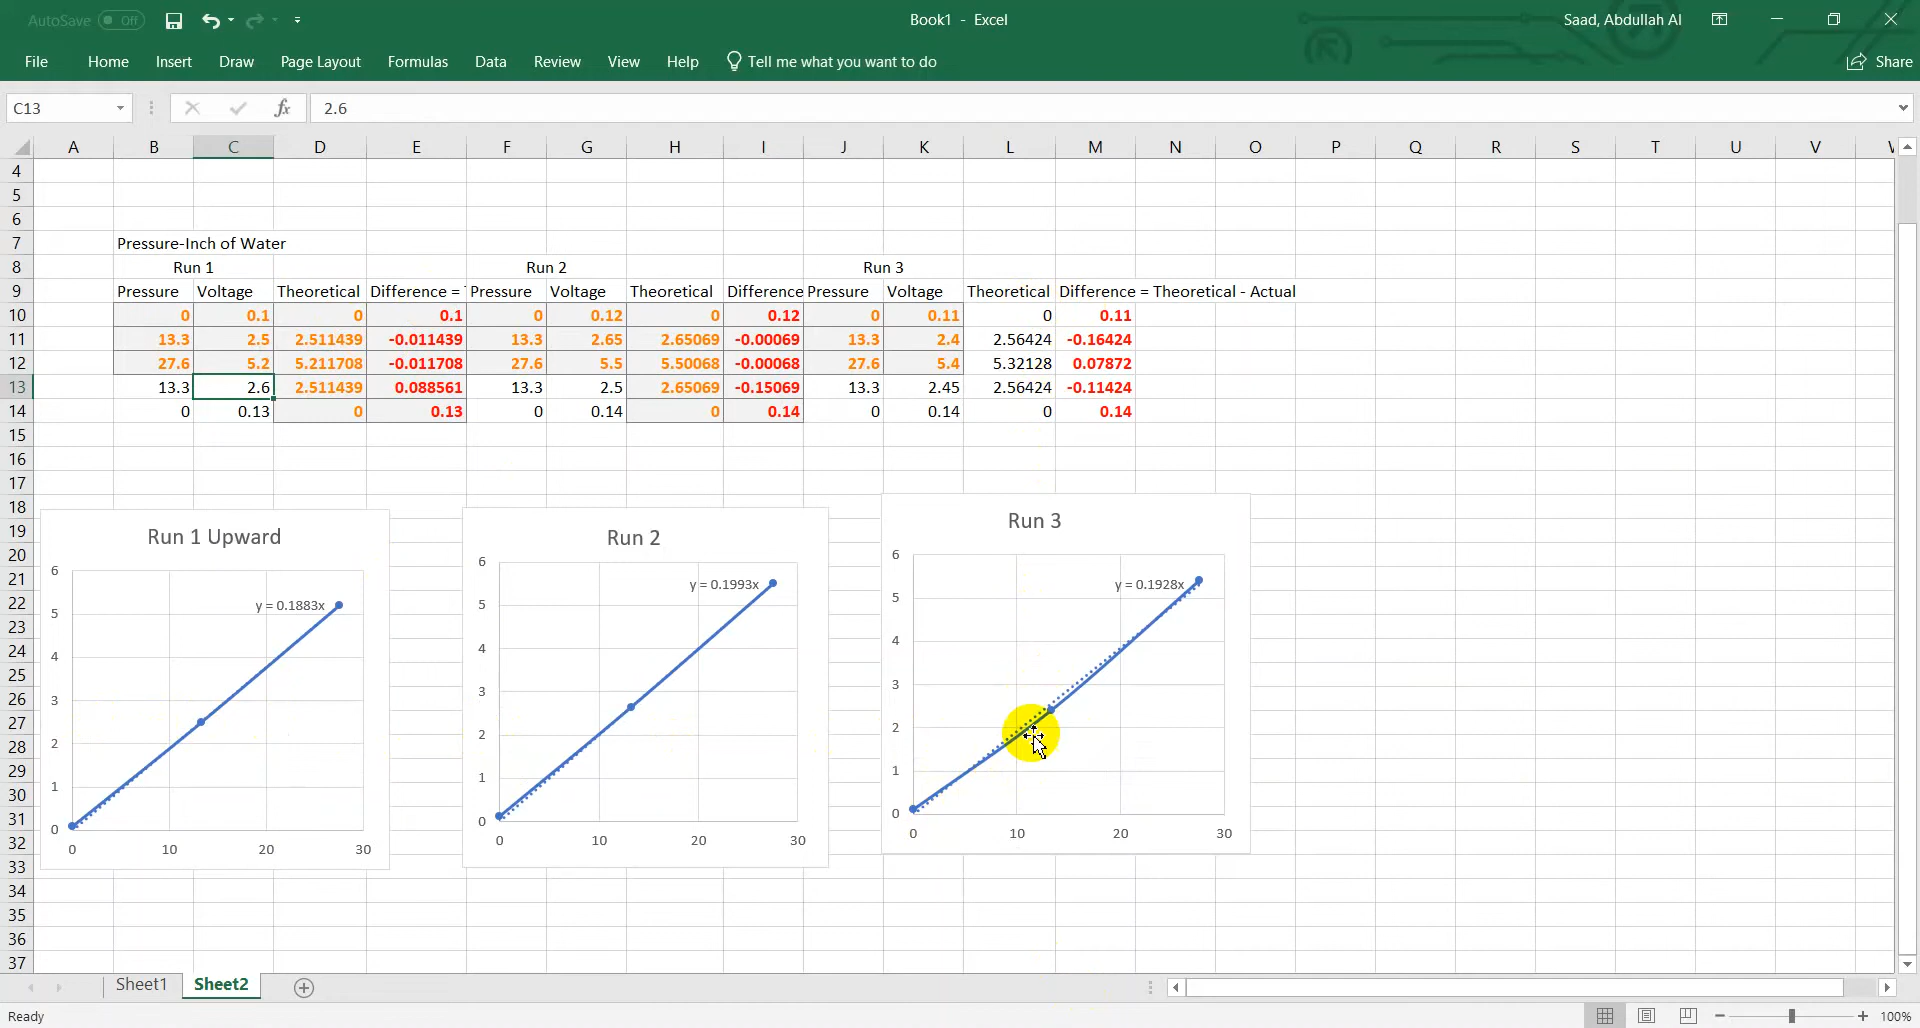 AutoSave Off
Book1 - Excel
Saad, Abdullah Al
File Home Insert Draw Page Layout Formulas Data Review View Help Tell me what you want to do Share
C13 fx 2.6
A B C D E F G H I J K L M N O P Q R S T U V
4
5
6
7 Pressure-Inch of Water
8 Run 1 Run 2 Run 3
9 Pressure Voltage Theoretical Difference = Pressure Voltage Theoretical Difference Pressure Voltage Theoretical Difference = Theoretical - Actual
10 0 0.1 0 0.1 0 0.12 0 0.12 0 0.11 0 0.11
11 13.3 2.5 2.511439 -0.011439 13.3 2.65 2.65069 -0.00069 13.3 2.4 2.56424 -0.16424
12 27.6 5.2 5.211708 -0.011708 27.6 5.5 5.50068 -0.00068 27.6 5.4 5.32128 0.07872
13 13.3 2.6 2.511439 0.088561 13.3 2.5 2.65069 -0.15069 13.3 2.45 2.56424 -0.11424
14 0 0.13 0 0.13 0 0.14 0 0.14 0 0.14 0 0.14
15
16
17
18
19
20
21
22
23
24
25
26
27
28
29
30
31
32
33
34
35
36
37
Run 1 Upward
6
5
4
3
2
1
0
y = 0.1883x
0 10 20 30
Run 2
6
5
4
3
2
1
0
y = 0.1993x
0 10 20 30
Run 3
6
5
4
3
2
1
0
y = 0.1928x
0 10 20 30
Sheet1 Sheet2
Ready
100%